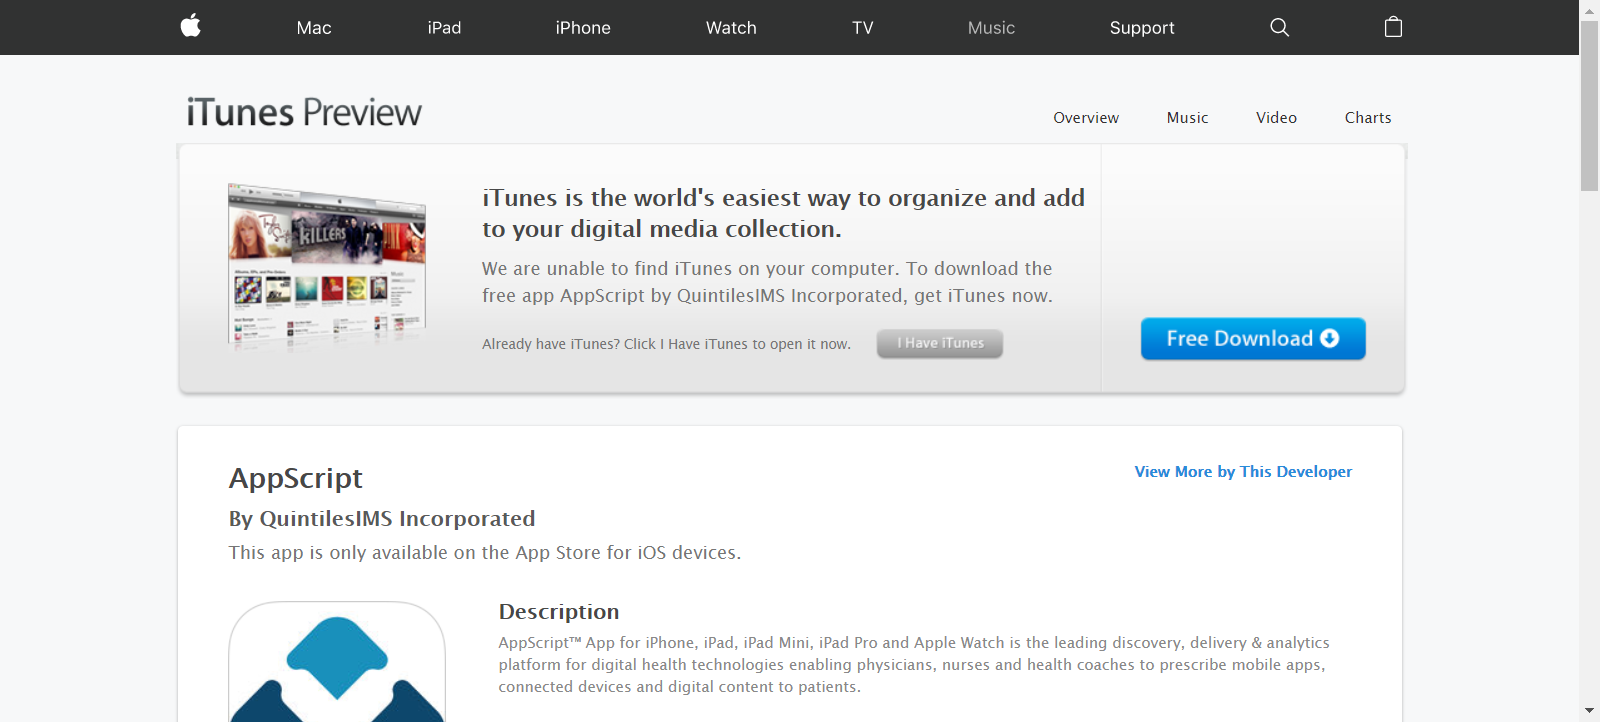 Mac iPad iPhone Watch TV Music Support
iTunes Preview
Overview Music Video Charts
iTunes is the world's easiest way to organize and add
to your digital media collection.
We are unable to find iTunes on your computer. To download the
free app AppScript by QuintilesIMS Incorporated, get iTunes now.
Already have iTunes? Click I Have iTunes to open it now.
I Have iTunes
Free Download
Taylor Swift
KILLERS
AppScript
View More by This Developer
By QuintilesIMS Incorporated
This app is only available on the App Store for iOS devices.
Description
AppScript™ App for iPhone, iPad, iPad Mini, iPad Pro and Apple Watch is the leading discovery, delivery & analytics
platform for digital health technologies enabling physicians, nurses and health coaches to prescribe mobile apps,
connected devices and digital content to patients.